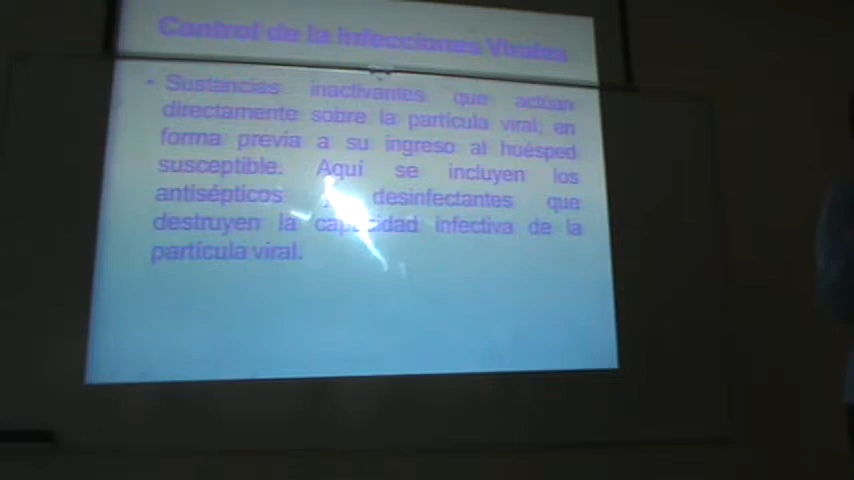 Control de la Infecciones Virales
- Sustancias inactivantes que actúan
directamente sobre la partícula viral, en
forma previa a su ingreso al huésped
susceptible. Aquí se incluyen los
antisépticos y desinfectantes que
destruyen la capacidad infectiva de la
partícula viral.